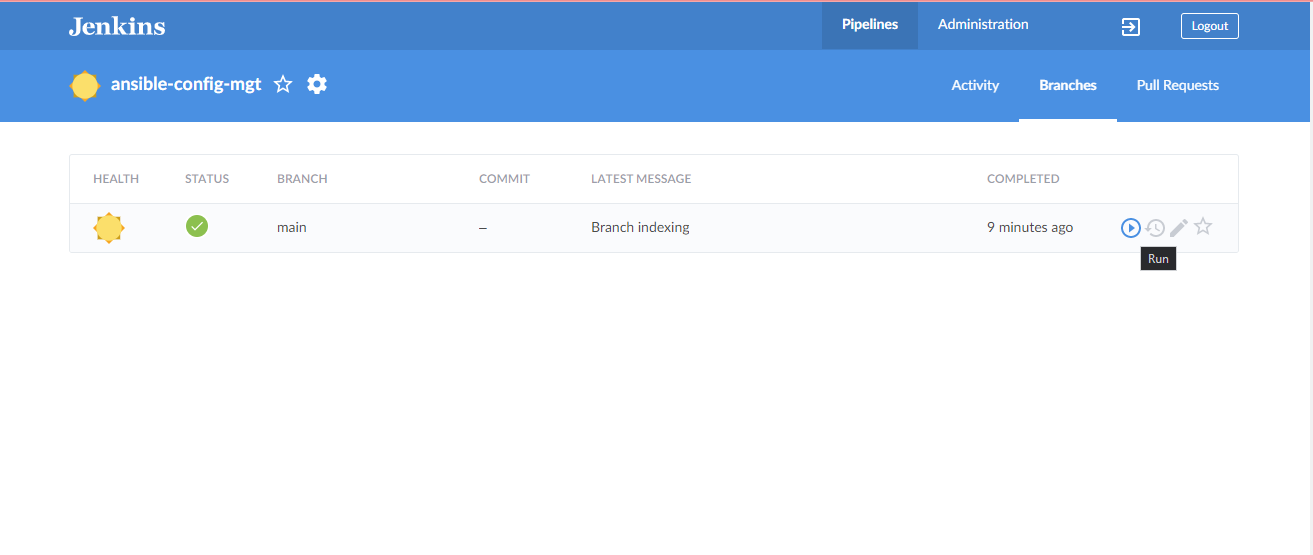 Jenkins Pipelines Administration Logout
ansible-config-mgt Activity Branches Pull Requests
HEALTH STATUS BRANCH COMMIT LATEST MESSAGE COMPLETED
main – Branch indexing 9 minutes ago
Run